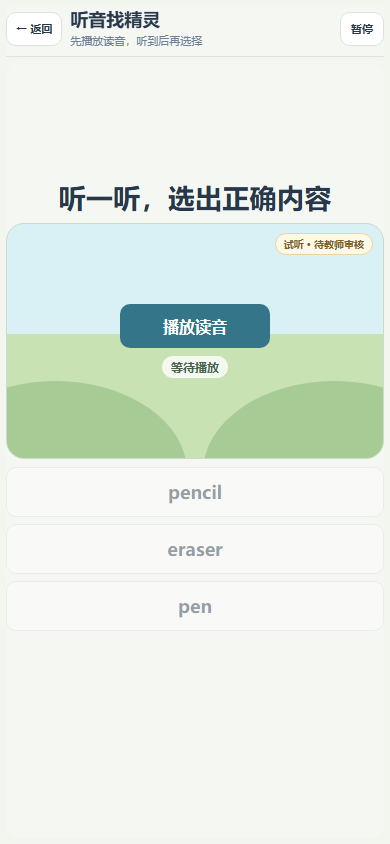 ← 返回
听音找精灵
先播放读音，听到后再选择
暂停
听一听，选出正确内容
试听 • 待教师审核
播放读音
等待播放
pencil
eraser
pen